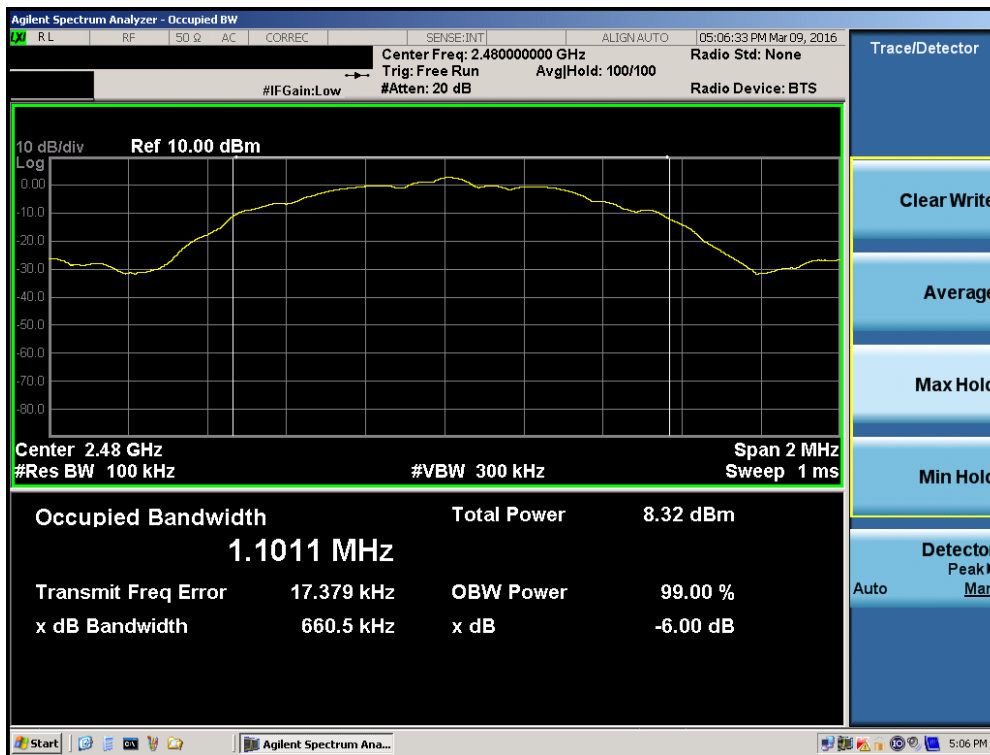 Agilent Spectrum Analyzer - Occupied BW
LXI RL RF 50 Ω AC CORREC SENSE:INT ALIGNAUTO 05:06:33 PM Mar 09, 2016
Center Freq: 2.480000000 GHz Radio Std: None
Trig: Free Run Avg|Hold: 100/100
#IFGain:Low #Atten: 20 dB Radio Device: BTS
Trace/Detector
10 dB/div Ref 10.00 dBm
Log
0.00
-10.0
-20.0
-30.0
-40.0
-50.0
-60.0
-70.0
-80.0
Center 2.48 GHz Span 2 MHz
#Res BW 100 kHz #VBW 300 kHz Sweep 1 ms
Occupied Bandwidth Total Power 8.32 dBm
1.1011 MHz
Transmit Freq Error 17.379 kHz OBW Power 99.00 %
x dB Bandwidth 660.5 kHz x dB -6.00 dB
Clear Write
Average
Max Hold
Min Hold
Detector
Peak
Auto Man
Start Agilent Spectrum Ana... 5:06 PM